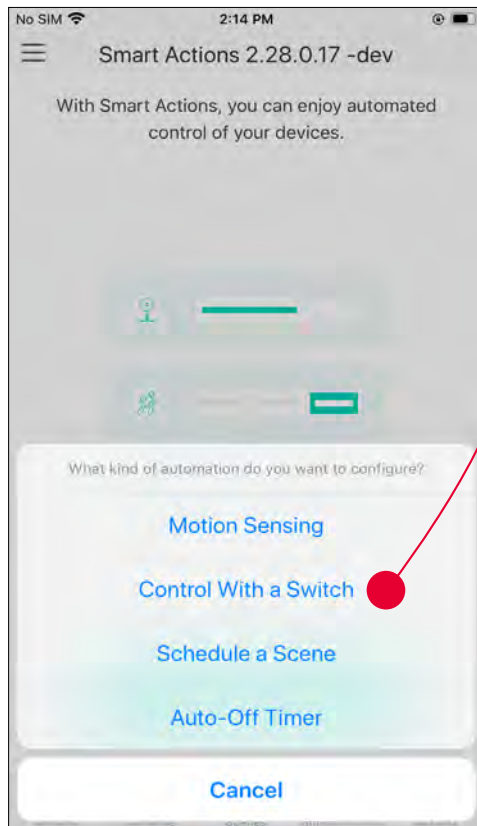 No SIM 2:14 PM
Smart Actions 2.28.0.17 -dev
With Smart Actions, you can enjoy automated
control of your devices.
What kind of automation do you want to configure?
Motion Sensing
Control With a Switch
Schedule a Scene
Auto-Off Timer
Cancel